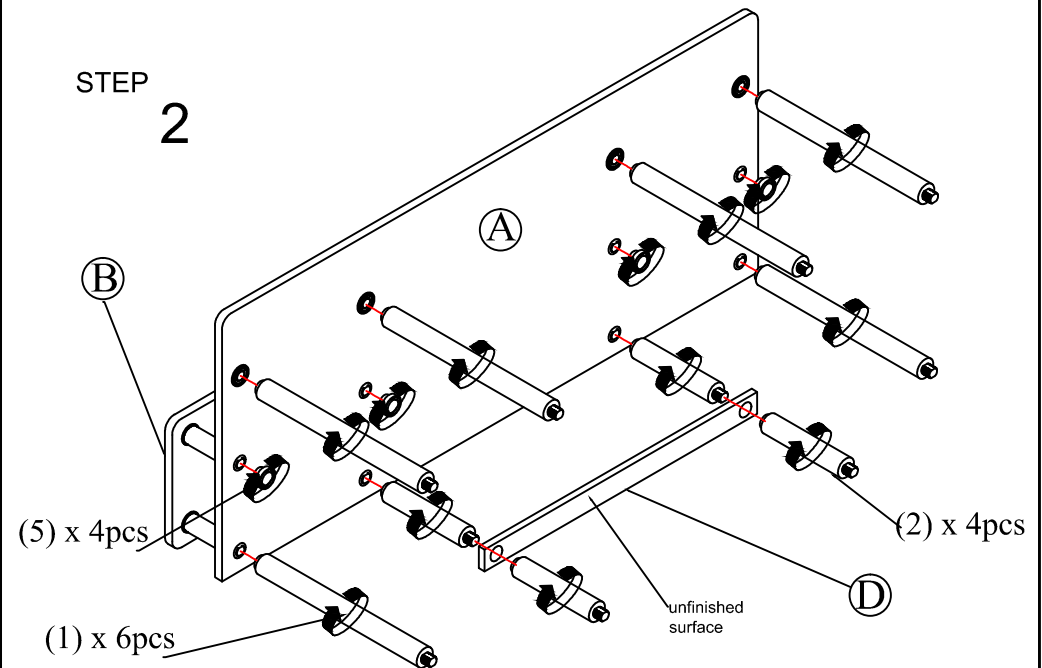 STEP
2
A
B
(5) x 4pcs
(2) x 4pcs
D
unfinished
surface
(1) x 6pcs